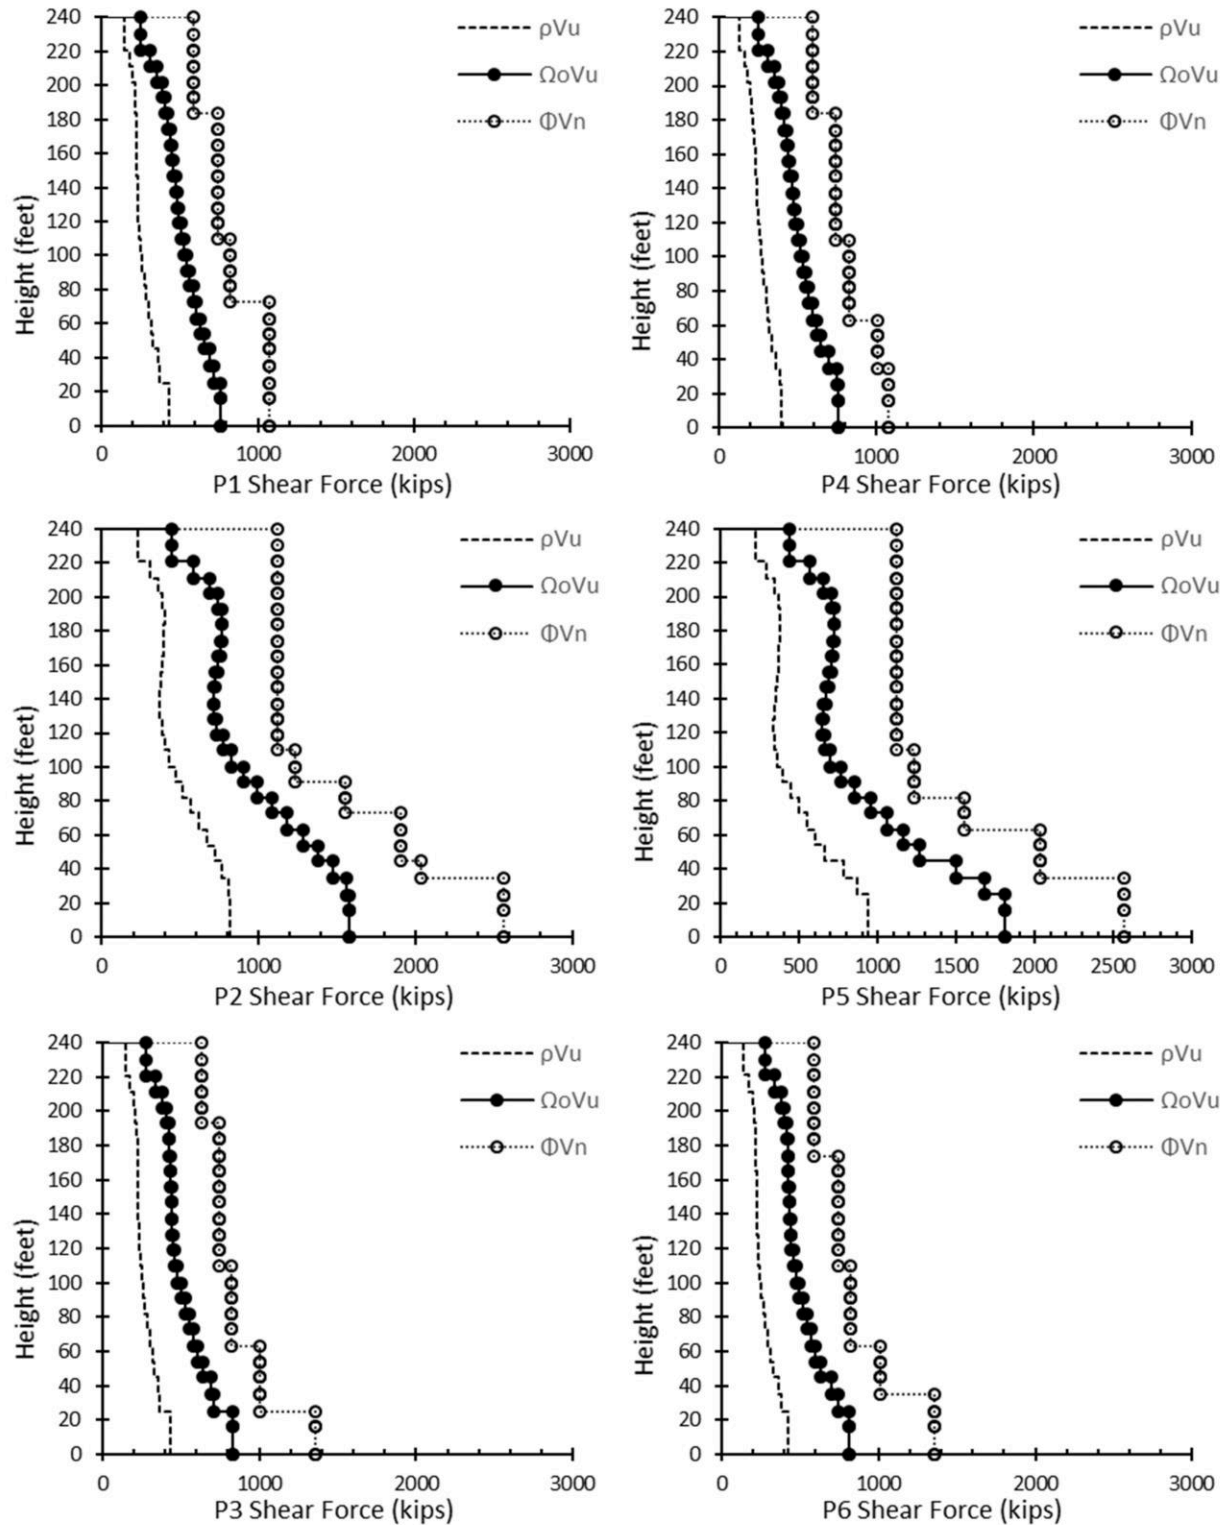 240
220
200
180
160
140
120
100
80
60
40
20
0
Height (feet)
ρVu
ΩoVu
ΦVn
0 1000 2000 3000
P1 Shear Force (kips)
240
220
200
180
160
140
120
100
80
60
40
20
0
Height (feet)
ρVu
ΩoVu
ΦVn
0 1000 2000 3000
P4 Shear Force (kips)
240
220
200
180
160
140
120
100
80
60
40
20
0
Height (feet)
ρVu
ΩoVu
ΦVn
0 1000 2000 3000
P2 Shear Force (kips)
240
220
200
180
160
140
120
100
80
60
40
20
0
Height (feet)
ρVu
ΩoVu
ΦVn
0 500 1000 1500 2000 2500 3000
P5 Shear Force (kips)
240
220
200
180
160
140
120
100
80
60
40
20
0
Height (feet)
ρVu
ΩoVu
ΦVn
0 1000 2000 3000
P3 Shear Force (kips)
240
220
200
180
160
140
120
100
80
60
40
20
0
Height (feet)
ρVu
ΩoVu
ΦVn
0 1000 2000 3000
P6 Shear Force (kips)